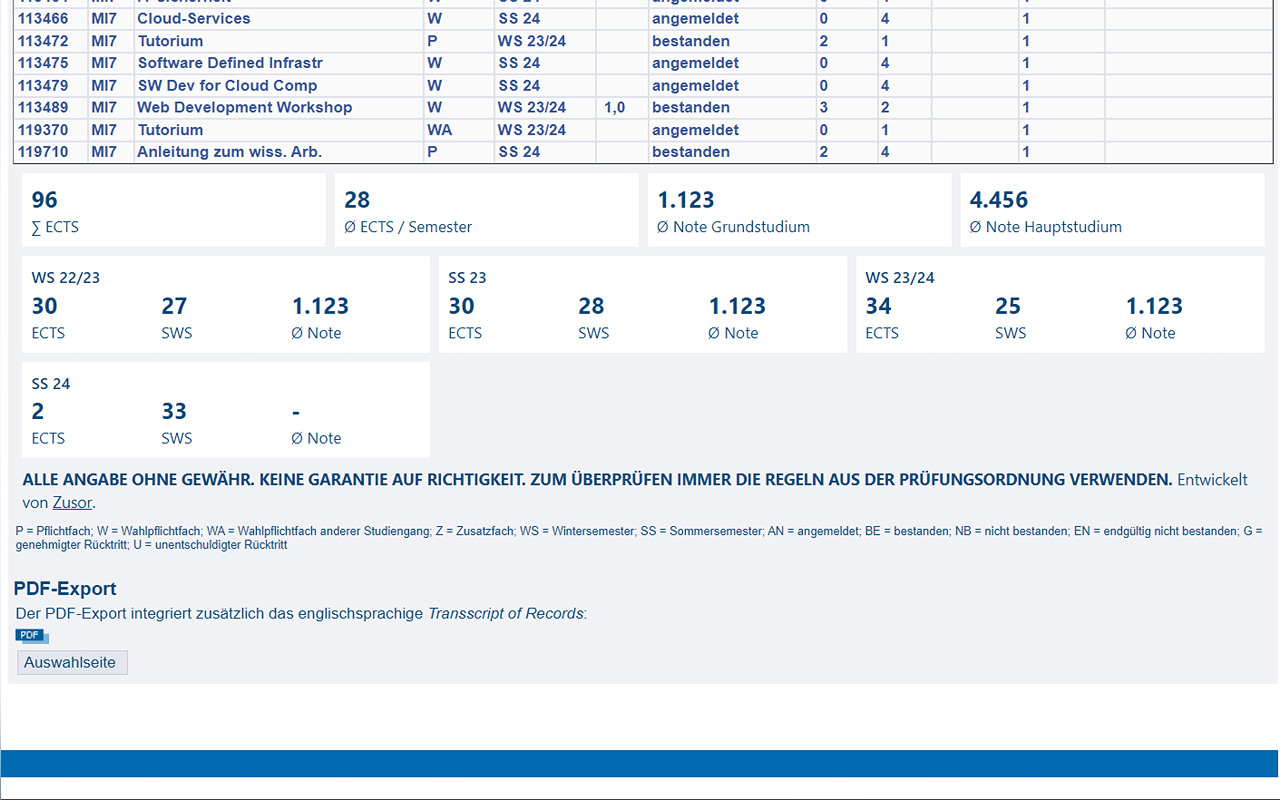 113466 MI7 Cloud-Services W SS 24 angemeldet 0 4 1
113472 MI7 Tutorium P WS 23/24 bestanden 2 1 1
113475 MI7 Software Defined Infrastr W SS 24 angemeldet 0 4 1
113479 MI7 SW Dev for Cloud Comp W SS 24 angemeldet 0 4 1
113489 MI7 Web Development Workshop W WS 23/24 1,0 bestanden 3 2 1
119370 MI7 Tutorium WA WS 23/24 angemeldet 0 1 1
119710 MI7 Anleitung zum wiss. Arb. P SS 24 bestanden 2 4 1
96 28 1.123 4.456
∑ ECTS Ø ECTS / Semester Ø Note Grundstudium Ø Note Hauptstudium
WS 22/23 SS 23 WS 23/24
30 27 1.123 30 28 1.123 34 25 1.123
ECTS SWS Ø Note ECTS SWS Ø Note ECTS SWS Ø Note
SS 24
2 33 -
ECTS SWS Ø Note
ALLE ANGABE OHNE GEWÄHR. KEINE GARANTIE AUF RICHTIGKEIT. ZUM ÜBERPRÜFEN IMMER DIE REGELN AUS DER PRÜFUNGSORDNUNG VERWENDEN. Entwickelt
von Zusor.
P = Pflichtfach; W = Wahlpflichtfach; WA = Wahlpflichtfach anderer Studiengang; Z = Zusatzfach; WS = Wintersemester; SS = Sommersemester; AN = angemeldet; BE = bestanden; NB = nicht bestanden; EN = endgültig nicht bestanden; G =
genehmigter Rücktritt; U = unentschuldigter Rücktritt
PDF-Export
Der PDF-Export integriert zusätzlich das englischsprachige Transscript of Records:
PDF
Auswahlseite